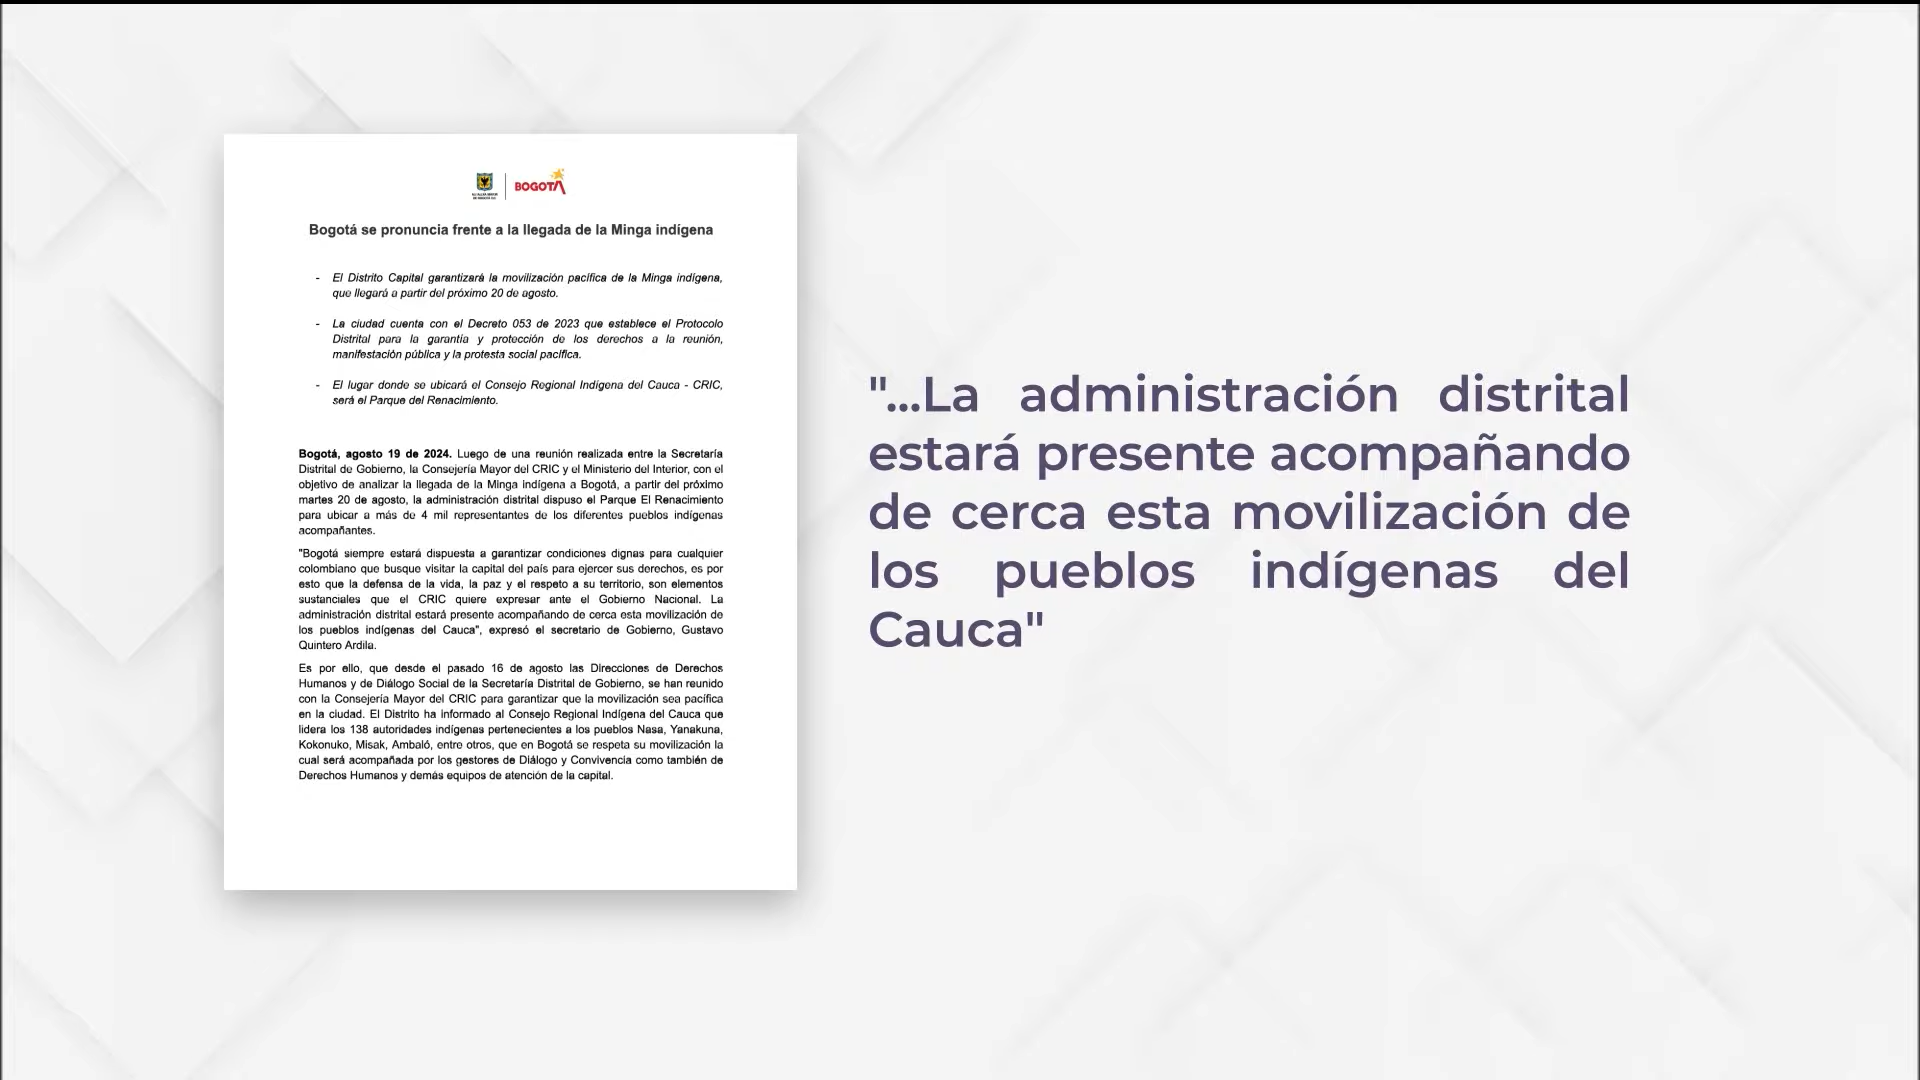 BOGOTÁ
Bogotá se pronuncia frente a la llegada de la Minga indígena
- El Distrito Capital garantizará la movilización pacífica de la Minga indígena,
que llegará a partir del próximo 20 de agosto.
- La ciudad cuenta con el Decreto 053 de 2023 que establece el Protocolo
Distrital para la garantía y protección de los derechos a la reunión,
manifestación pública y la protesta social pacífica.
- El lugar donde se ubicará el Consejo Regional Indígena del Cauca - CRIC,
será el Parque del Renacimiento.
Bogotá, agosto 19 de 2024. Luego de una reunión realizada entre la Secretaría
Distrital de Gobierno, la Consejería Mayor del CRIC y el Ministerio del Interior, con el
objetivo de analizar la llegada de la Minga indígena a Bogotá, a partir del próximo
martes 20 de agosto, la administración distrital dispuso el Parque El Renacimiento
para ubicar a más de 4 mil representantes de los diferentes pueblos indígenas
acompañantes.
"Bogotá siempre estará dispuesta a garantizar condiciones dignas para cualquier
colombiano que busque visitar la capital del país para ejercer sus derechos, es por
esto que la defensa de la vida, la paz y el respeto a su territorio, son elementos
sustanciales que el CRIC quiere expresar ante el Gobierno Nacional. La
administración distrital estará presente acompañando de cerca esta movilización de
los pueblos indígenas del Cauca", expresó el secretario de Gobierno, Gustavo
Quintero Ardila.
Es por ello, que desde el pasado 16 de agosto las Direcciones de Derechos
Humanos y de Diálogo Social de la Secretaría Distrital de Gobierno, se han reunido
con la Consejería Mayor del CRIC para garantizar que la movilización sea pacífica
en la ciudad. El Distrito ha informado al Consejo Regional Indígena del Cauca que
lidera los 138 autoridades indígenas pertenecientes a los pueblos Nasa, Yanakuna,
Kokonuko, Misak, Ambaló, entre otros, que en Bogotá se respeta su movilización la
cual será acompañada por los gestores de Diálogo y Convivencia como también de
Derechos Humanos y demás equipos de atención de la capital.
"...La administración distrital
estará presente acompañando
de cerca esta movilización de
los pueblos indígenas del
Cauca"